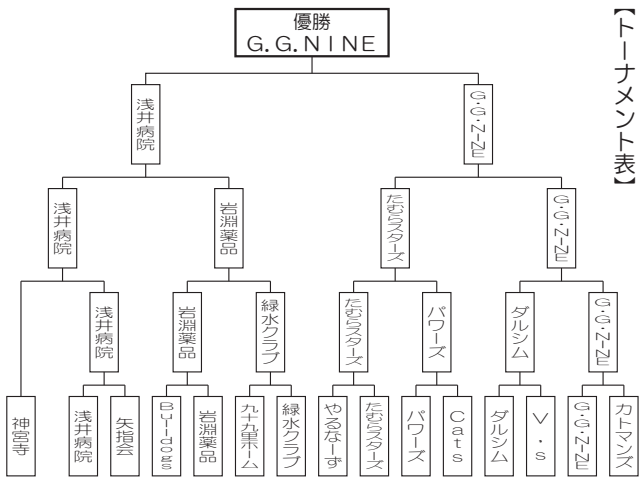 【トーナメント表】
優勝
G.G.NINE
浅井病院
G.G.NINE
浅井病院
岩淵薬品
たむらスターズ
G.G.NINE
浅井病院
岩淵薬品
緑水クラブ
たむらスターズ
パワーズ
ダルシム
G.G.NINE
神宮寺
浅井病院
矢指会
Bulldogs
岩淵薬品
九十九里ホーム
緑水クラブ
やるなーず
たむらスターズ
パワーズ
Cats
ダルシム
V・s
G.G.NINE
カトマンズ